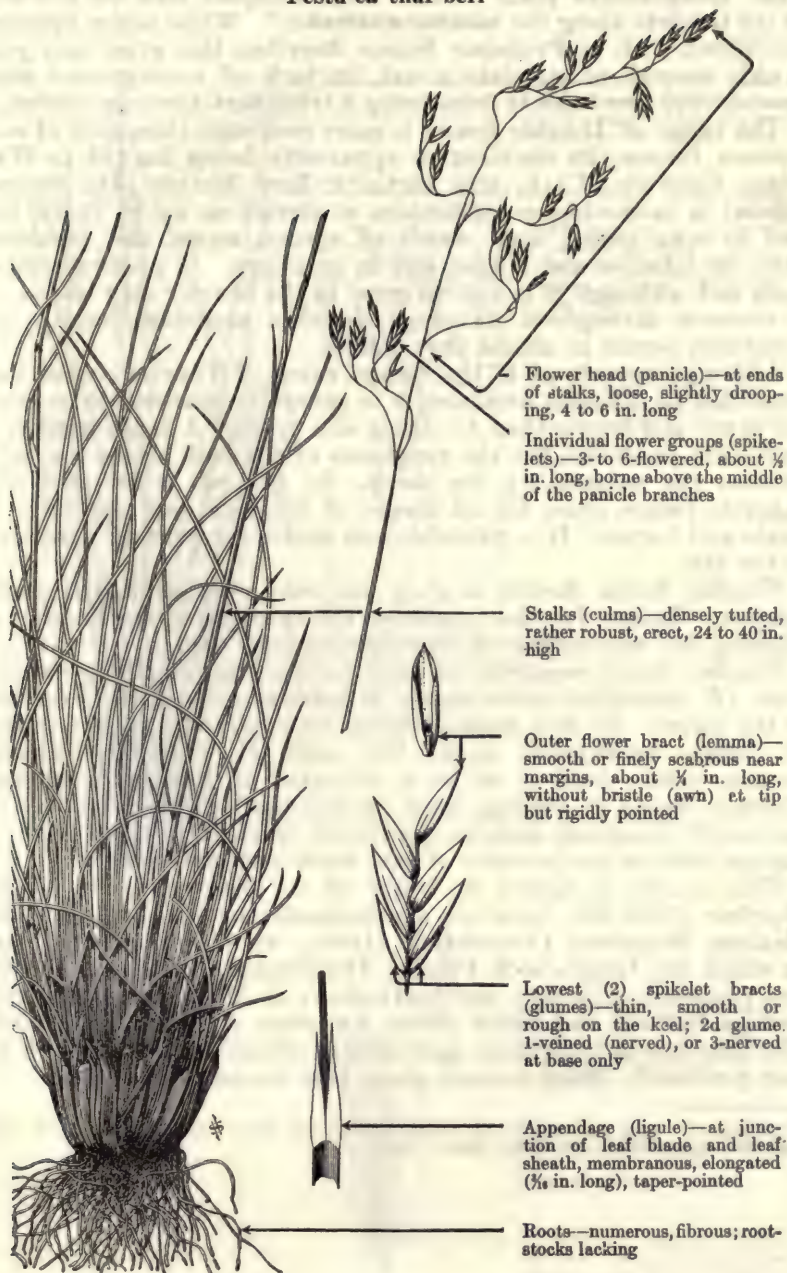 Festu ca thur beri
Flower head (panicle)—at ends
of stalks, loose, slightly droop-
ing, 4 to 6 in. long
Individual flower groups (spike-
lets)—3-to 6-flowered, about
in. long, borne above the middle
of the panicle branches
Stalks (culms)—densely tufted,
rather robust, erect, 24 to 40 in.
high
Outer flower bract (lemma)—
smooth or finely scabrous near
margins, about in. long,
without bristle (awn) at tip
but rigidly pointed
Lowest (2) spikelet bracts
(glumes)—thin, smooth or
rough on the keel; 2d glume
1-veined (nerved), or 3-nerved
at base only
Appendage (ligule)—at junc-
tion of leaf blade and leaf
sheath, membranous, elongated
( in. long), taper-pointed
Roots—numerous, fibrous; root-
stocks lacking